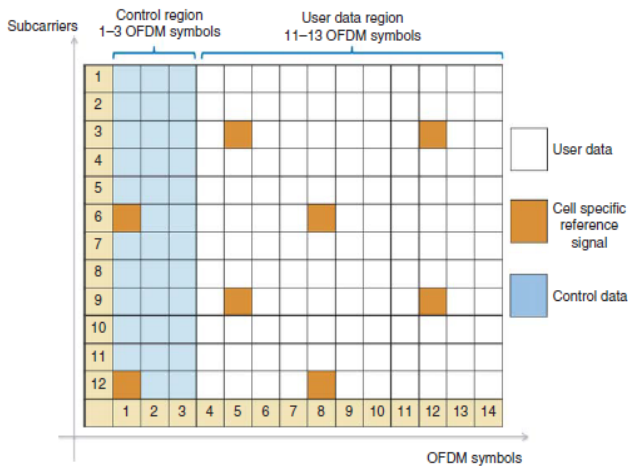 Subcarriers
Control region
1–3 OFDM symbols
User data region
11–13 OFDM symbols
1
2
3
4
5
6
7
8
9
10
11
12
1 2 3 4 5 6 7 8 9 10 11 12 13 14
OFDM symbols
User data
Cell specific
reference
signal
Control data